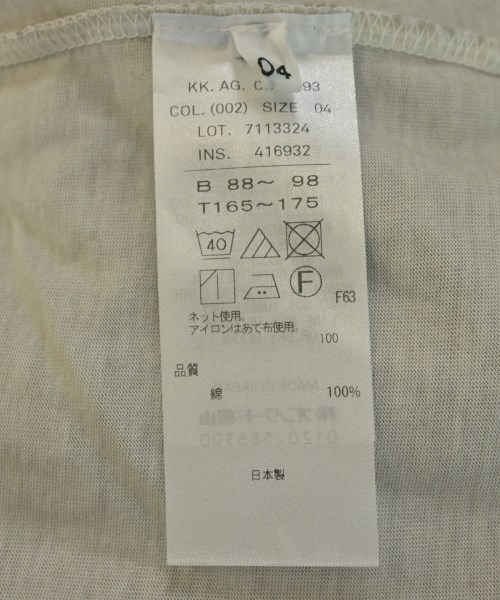 04
KK. AG. 93
COL. (002) SIZE 04
LOT. 7113324
INS. 416932
B 88～ 98
T165～175
40
F
F63
ネット使用。
アイロンはあて布使用。
100
品質
綿 100%
日本製